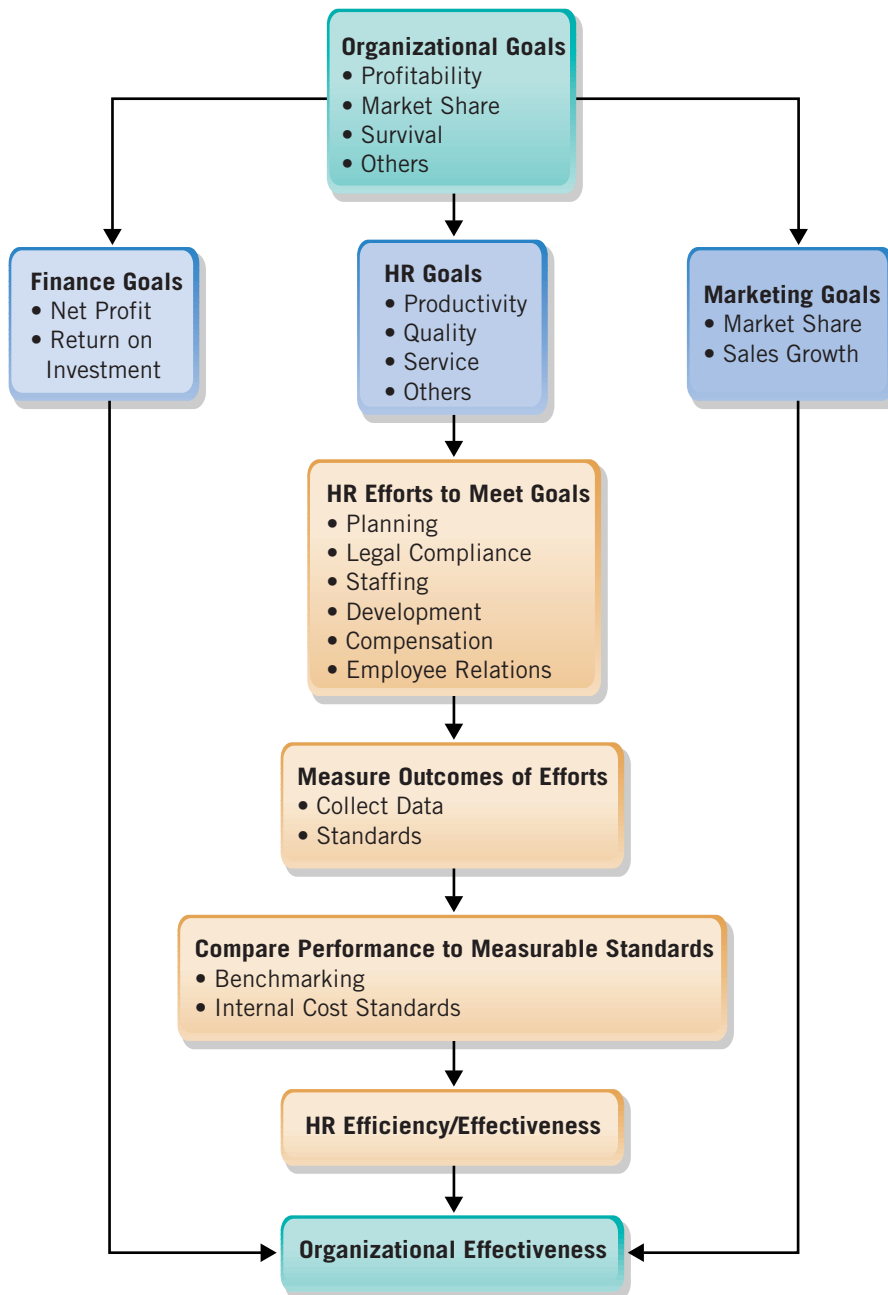 Organizational Goals
• Profitability
• Market Share
• Survival
• Others
Finance Goals
• Net Profit
• Return on
Investment
HR Goals
• Productivity
• Quality
• Service
• Others
Marketing Goals
• Market Share
• Sales Growth
HR Efforts to Meet Goals
• Planning
• Legal Compliance
• Staffing
• Development
• Compensation
• Employee Relations
Measure Outcomes of Efforts
• Collect Data
• Standards
Compare Performance to Measurable Standards
• Benchmarking
• Internal Cost Standards
HR Efficiency/Effectiveness
Organizational Effectiveness